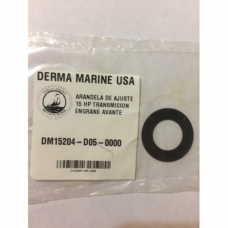 DERMA MARINE USA
ARANDELA DE AJUSTE
15 HP TRANSMICION
ENGRANE AVANTE
DM15204-D05-0000